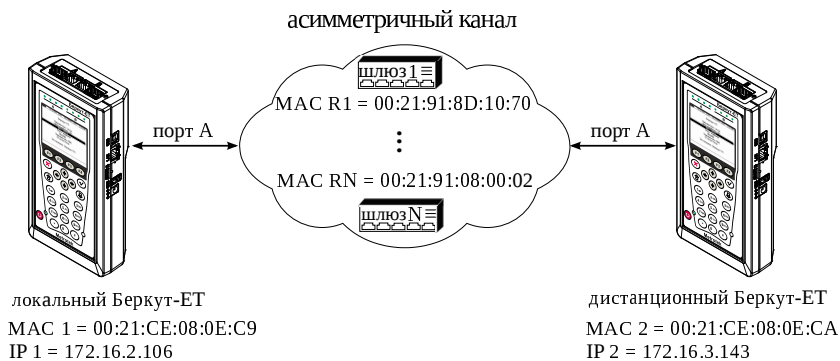 асимметричный канал
шлюз1
MAC R1 = 00:21:91:8D:10:70
порт А
порт А
MAC RN = 00:21:91:08:00:02
шлюзN
локальный Беркут-ЕТ
MAC 1 = 00:21:CE:08:0E:C9
IP 1 = 172.16.2.106
дистанционный Беркут-ЕТ
MAC 2 = 00:21:CE:08:0E:CA
IP 2 = 172.16.3.143